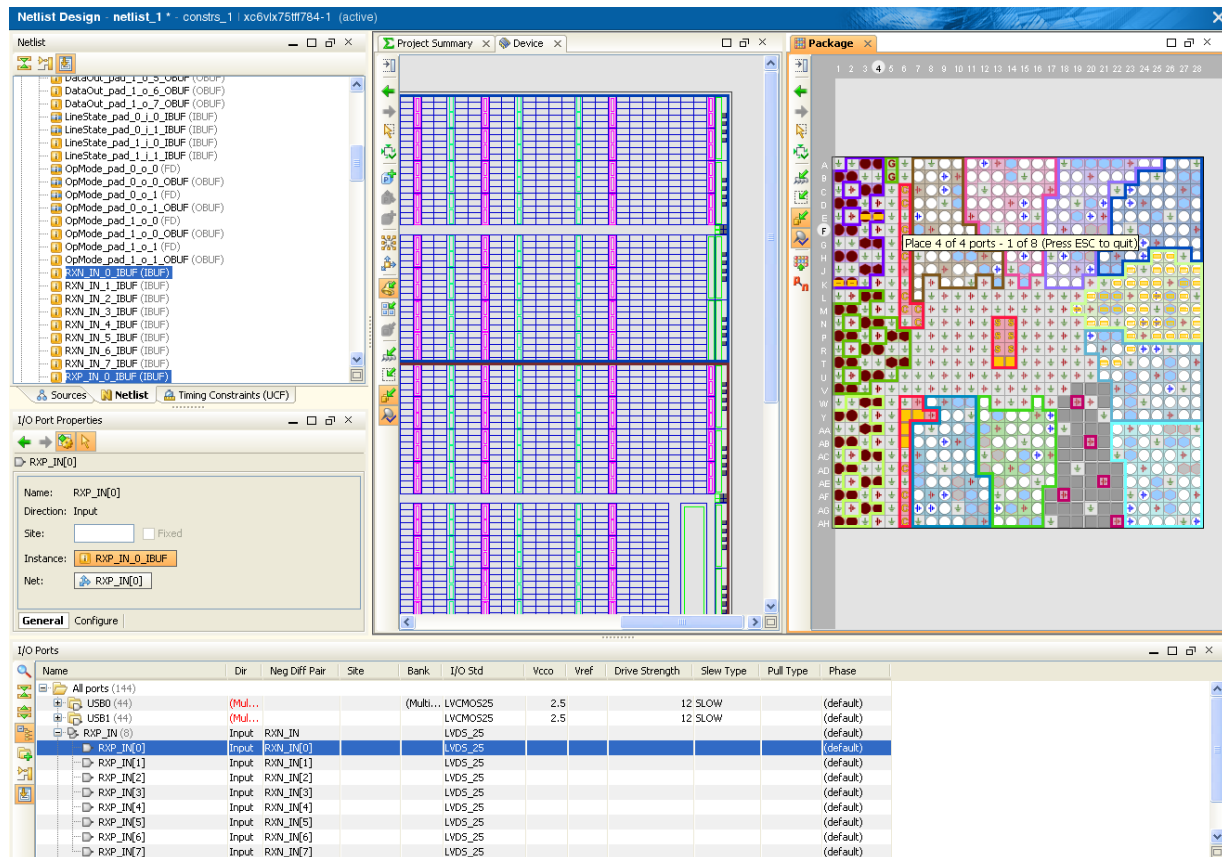 Netlist Design - netlist_1 * - constrs_1 | xc6vlx75tff784-1 (active)
Netlist
DataOut_pad_1_o_5_OBUF (OBUF)
DataOut_pad_1_o_6_OBUF (OBUF)
DataOut_pad_1_o_7_OBUF (OBUF)
LineState_pad_0_i_0_IBUF (IBUF)
LineState_pad_0_i_1_IBUF (IBUF)
LineState_pad_1_i_0_IBUF (IBUF)
LineState_pad_1_i_1_IBUF (IBUF)
OpMode_pad_0_o_0 (FD)
OpMode_pad_0_o_0_OBUF (OBUF)
OpMode_pad_0_o_1 (FD)
OpMode_pad_0_o_1_OBUF (OBUF)
OpMode_pad_1_o_0 (FD)
OpMode_pad_1_o_0_OBUF (OBUF)
OpMode_pad_1_o_1 (FD)
OpMode_pad_1_o_1_OBUF (OBUF)
RXN_IN_0_IBUF (IBUF)
RXN_IN_1_IBUF (IBUF)
RXN_IN_2_IBUF (IBUF)
RXN_IN_3_IBUF (IBUF)
RXN_IN_4_IBUF (IBUF)
RXN_IN_5_IBUF (IBUF)
RXN_IN_6_IBUF (IBUF)
RXN_IN_7_IBUF (IBUF)
RXP_IN_0_IBUF (IBUF)
Sources Netlist Timing Constraints (UCF)
I/O Port Properties
RXP_IN[0]
Name: RXP_IN[0]
Direction: Input
Site: Fixed
Instance: RXP_IN_0_IBUF
Net: RXP_IN[0]
General Configure
Project Summary Device
Package
1 2 3 4 5 6 7 8 9 10 11 12 13 14 15 16 17 18 19 20 21 22 23 24 25 26 27 28
A
B
C
D
E
F
G
Place 4 of 4 ports - 1 of 8 (Press ESC to quit)
H
J
K
L
M
N
P
R
T
U
V
W
Y
AA
AB
AC
AD
AE
AF
AG
AH
I/O Ports
Name Dir Neg Diff Pair Site Bank I/O Std Vcco Vref Drive Strength Slew Type Pull Type Phase
All ports (144)
USB0 (44) (Mul... (Multi... LVCMOS25 2.5 12 SLOW (default)
USB1 (44) (Mul... LVCMOS25 2.5 12 SLOW (default)
RXP_IN (8) Input RXN_IN LVDS_25 (default)
RXP_IN[0] Input RXN_IN[0] LVDS_25 (default)
RXP_IN[1] Input RXN_IN[1] LVDS_25 (default)
RXP_IN[2] Input RXN_IN[2] LVDS_25 (default)
RXP_IN[3] Input RXN_IN[3] LVDS_25 (default)
RXP_IN[4] Input RXN_IN[4] LVDS_25 (default)
RXP_IN[5] Input RXN_IN[5] LVDS_25 (default)
RXP_IN[6] Input RXN_IN[6] LVDS_25 (default)
RXP_IN[7] Input RXN_IN[7] LVDS_25 (default)